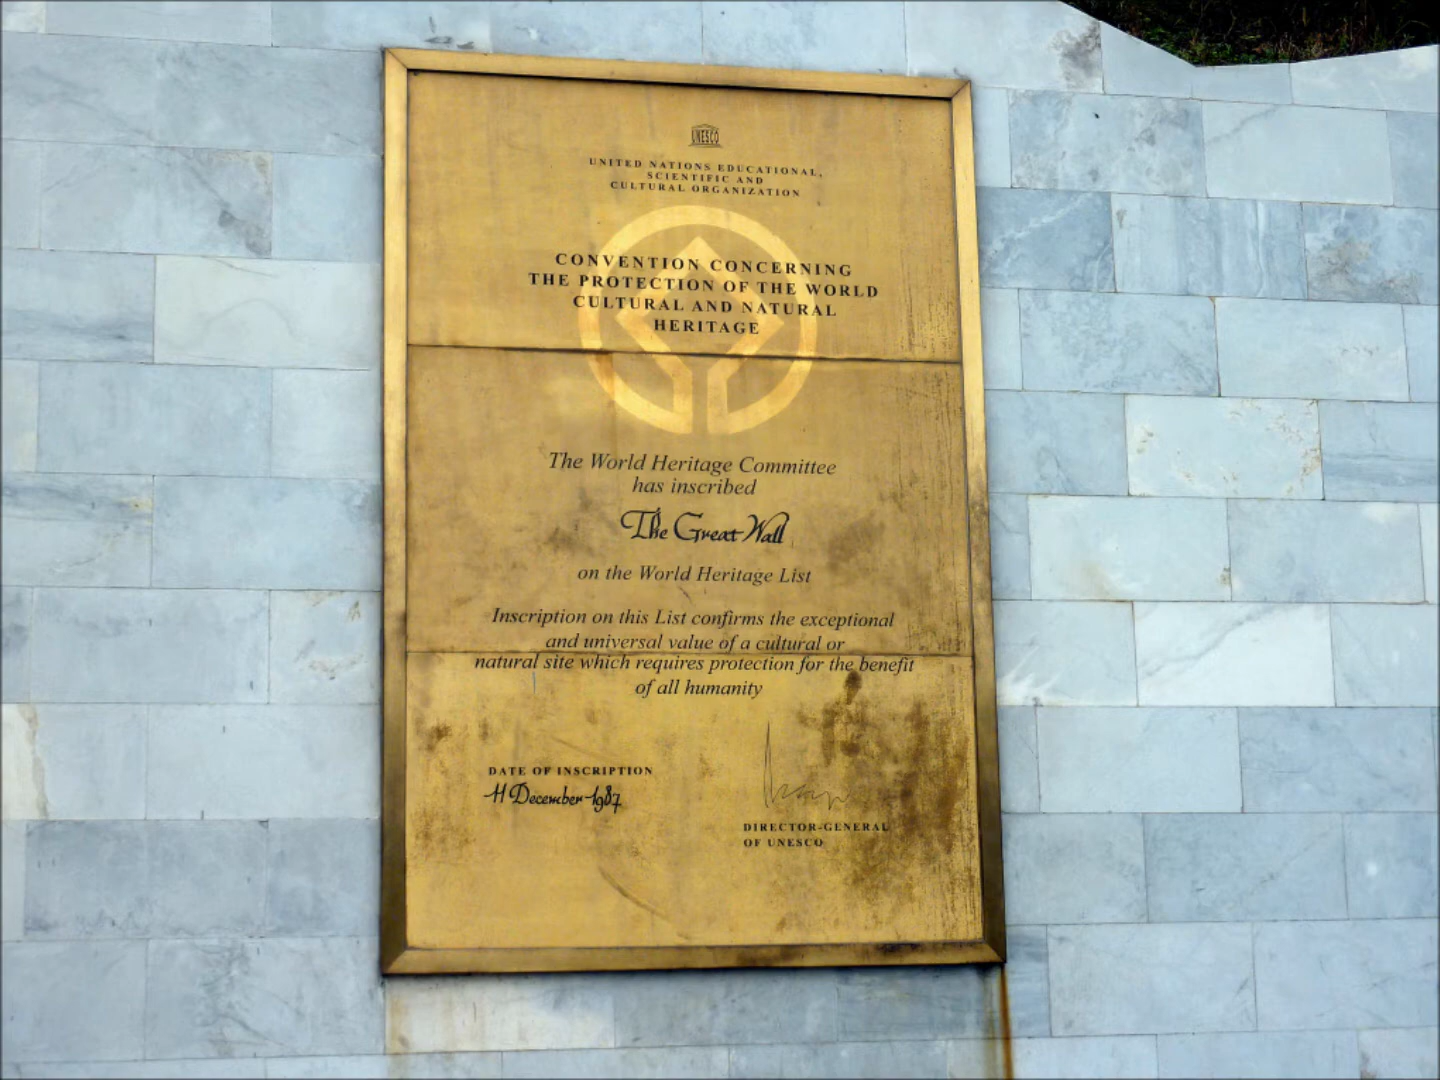 UNESCO
UNITED NATIONS EDUCATIONAL,
SCIENTIFIC AND
CULTURAL ORGANIZATION
CONVENTION CONCERNING
THE PROTECTION OF THE WORLD
CULTURAL AND NATURAL
HERITAGE
The World Heritage Committee
has inscribed
The Great Wall
on the World Heritage List
Inscription on this List confirms the exceptional
and universal value of a cultural or
natural site which requires protection for the benefit
of all humanity
DATE OF INSCRIPTION
11 December 1987
DIRECTOR-GENERAL
OF UNESCO